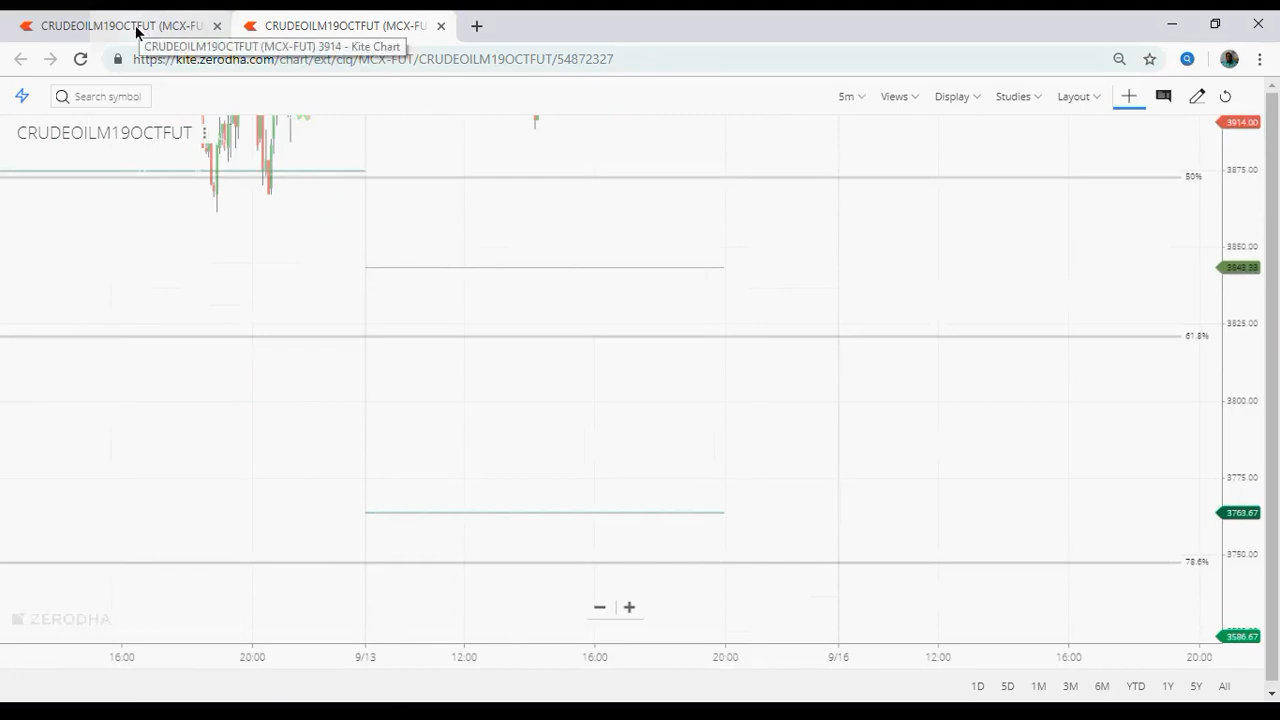 CRUDEOILM19OCTFUT (MCX-FU
CRUDEOILM19OCTFUT (MCX-FU
CRUDEOILM19OCTFUT (MCX-FUT) 3914 - Kite Chart
https://kite.zerodha.com/chart/ext/ciq/MCX-FUT/CRUDEOILM19OCTFUT/54872327
Search symbol
5m
Views
Display
Studies
Layout
CRUDEOILM19OCTFUT
3914.00
3875.00
50%
3850.00
3843.33
3825.00
61.8%
3800.00
3775.00
3763.67
3750.00
78.6%
ZERODHA
3586.67
16:00 20:00 9/13 12:00 16:00 20:00 9/16 12:00 16:00 20:00
1D 5D 1M 3M 6M YTD 1Y 5Y All